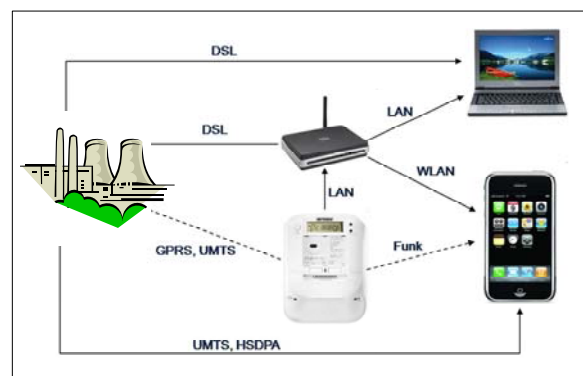 DSL
LAN
DSL
WLAN
LAN
GPRS, UMTS
Funk
UMTS, HSDPA